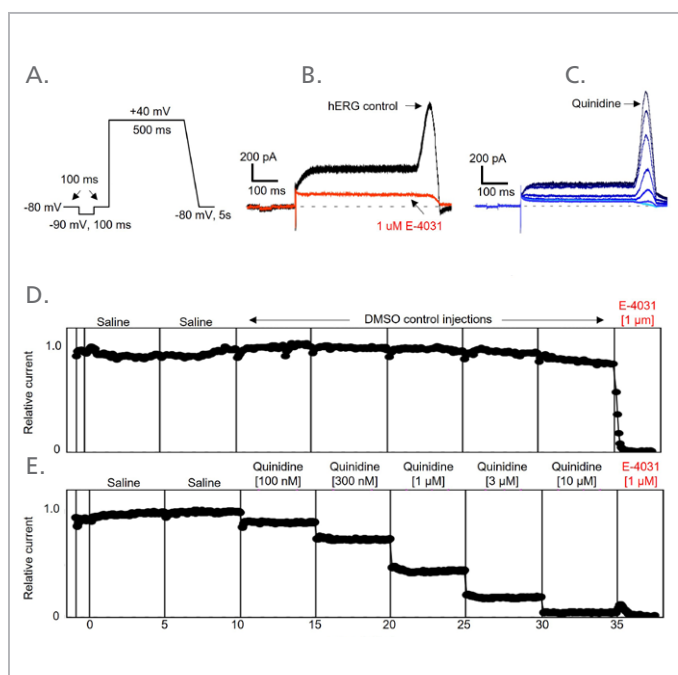 A.
+40 mV
500 ms
100 ms
-80 mV
-90 mV, 100 ms
-80 mV, 5s
B.
hERG control
200 pA
100 ms
1 uM E-4031
C.
Quinidine
200 pA
100 ms
D.
Saline
Saline
DMSO control injections
E-4031
[1 µm]
Relative current
1.0
0
E.
Saline
Saline
Quinidine
[100 nM]
Quinidine
[300 nM]
Quinidine
[1 µM]
Quinidine
[3 µM]
Quinidine
[10 µM]
E-4031
[1 µM]
Relative current
1.0
0
0 5 10 15 20 25 30 35